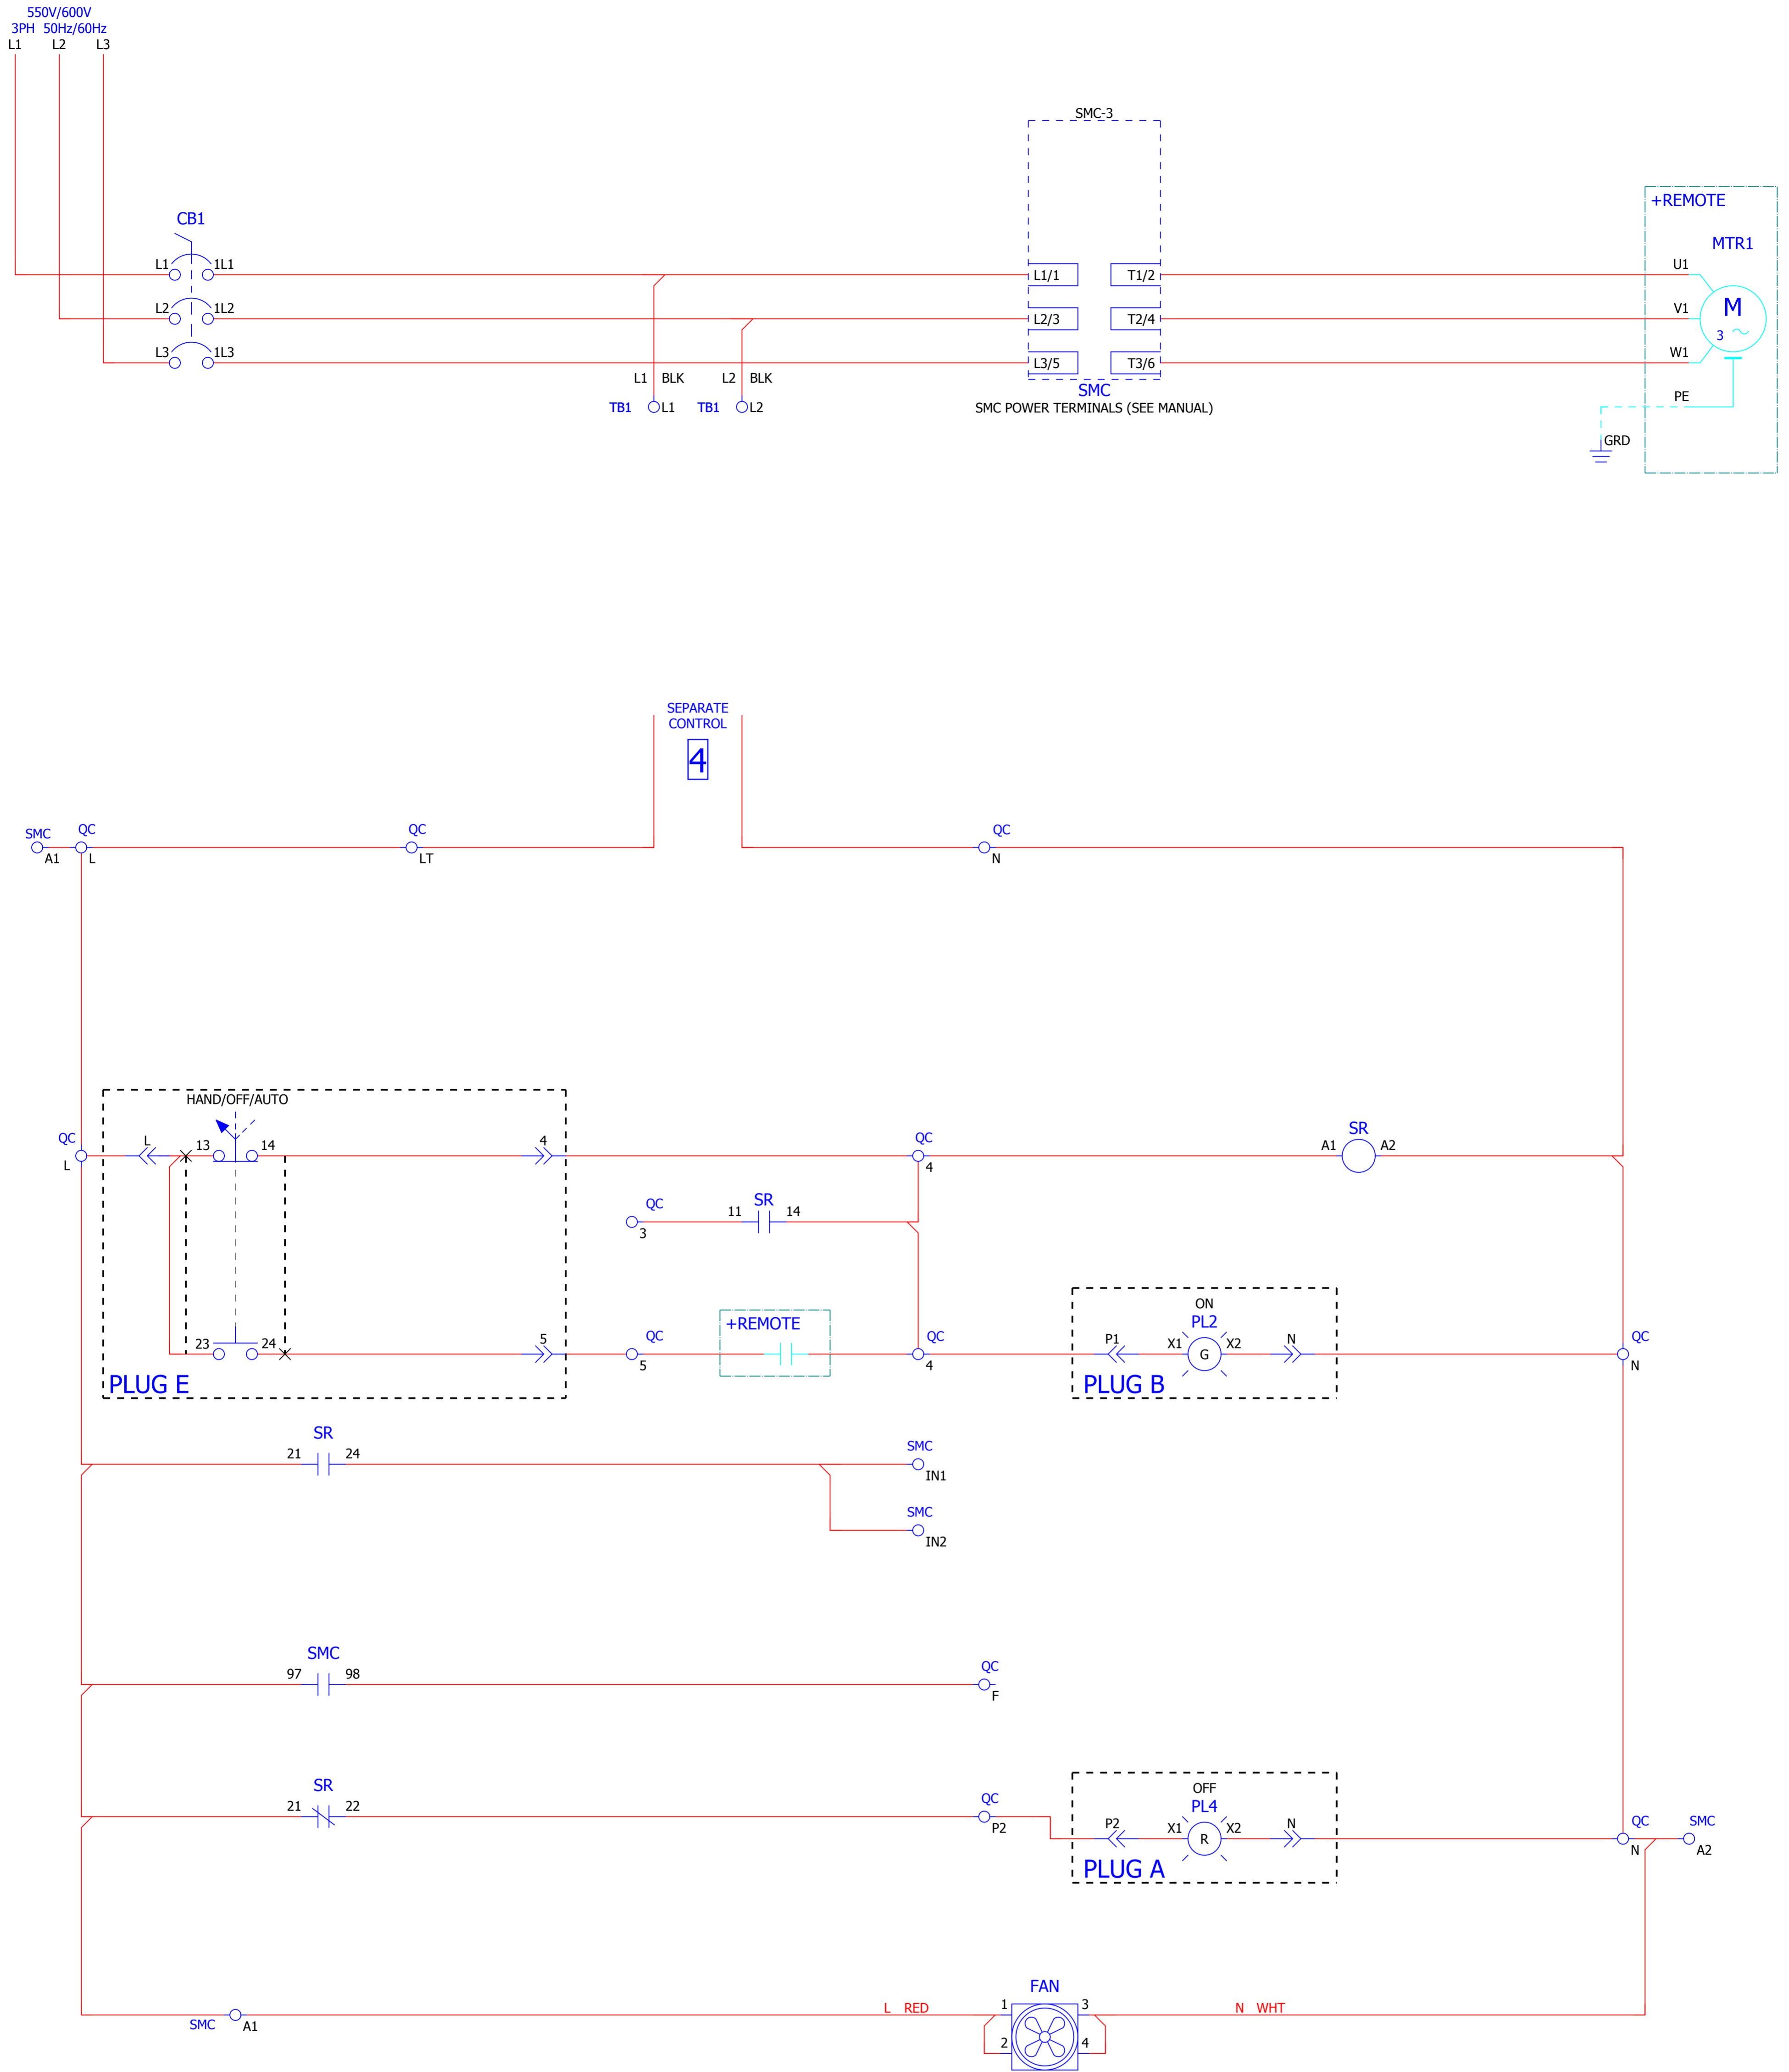 550V/600V
3PH 50Hz/60Hz
L1 L2 L3
SMC-3
+REMOTE
CB1
MTR1
L1 1L1 L1/1 T1/2 U1
L2 1L2 L2/3 T2/4 V1 M
3
L3 1L3 L3/5 T3/6 W1
L1 BLK L2 BLK
SMC
PE
TB1 L1 TB1 L2
SMC POWER TERMINALS (SEE MANUAL)
GRD
SEPARATE
CONTROL
4
SMC QC QC QC
A1 L LT N
HAND/OFF/AUTO
QC L 13 14 4 QC A1 SR A2
L 4
QC SR
11 14
3
ON
+REMOTE PL2
23 24 5 QC QC P1 X1 G X2 N QC
5 4 N
PLUG E PLUG B
SR
21 24 SMC
IN1
SMC
IN2
SMC
97 98 QC
F
SR OFF
21 22 QC PL4
P2 P2 X1 R X2 N QC SMC
N A2
PLUG A
FAN
L RED 1 3 N WHT
SMC A1
2 4